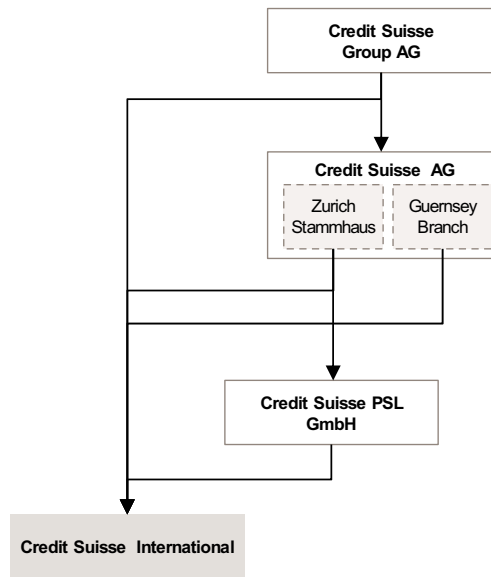 Credit Suisse
Group AG
Credit Suisse AG
Zurich
Stammhaus
Guernsey
Branch
Credit Suisse PSL
GmbH
Credit Suisse International